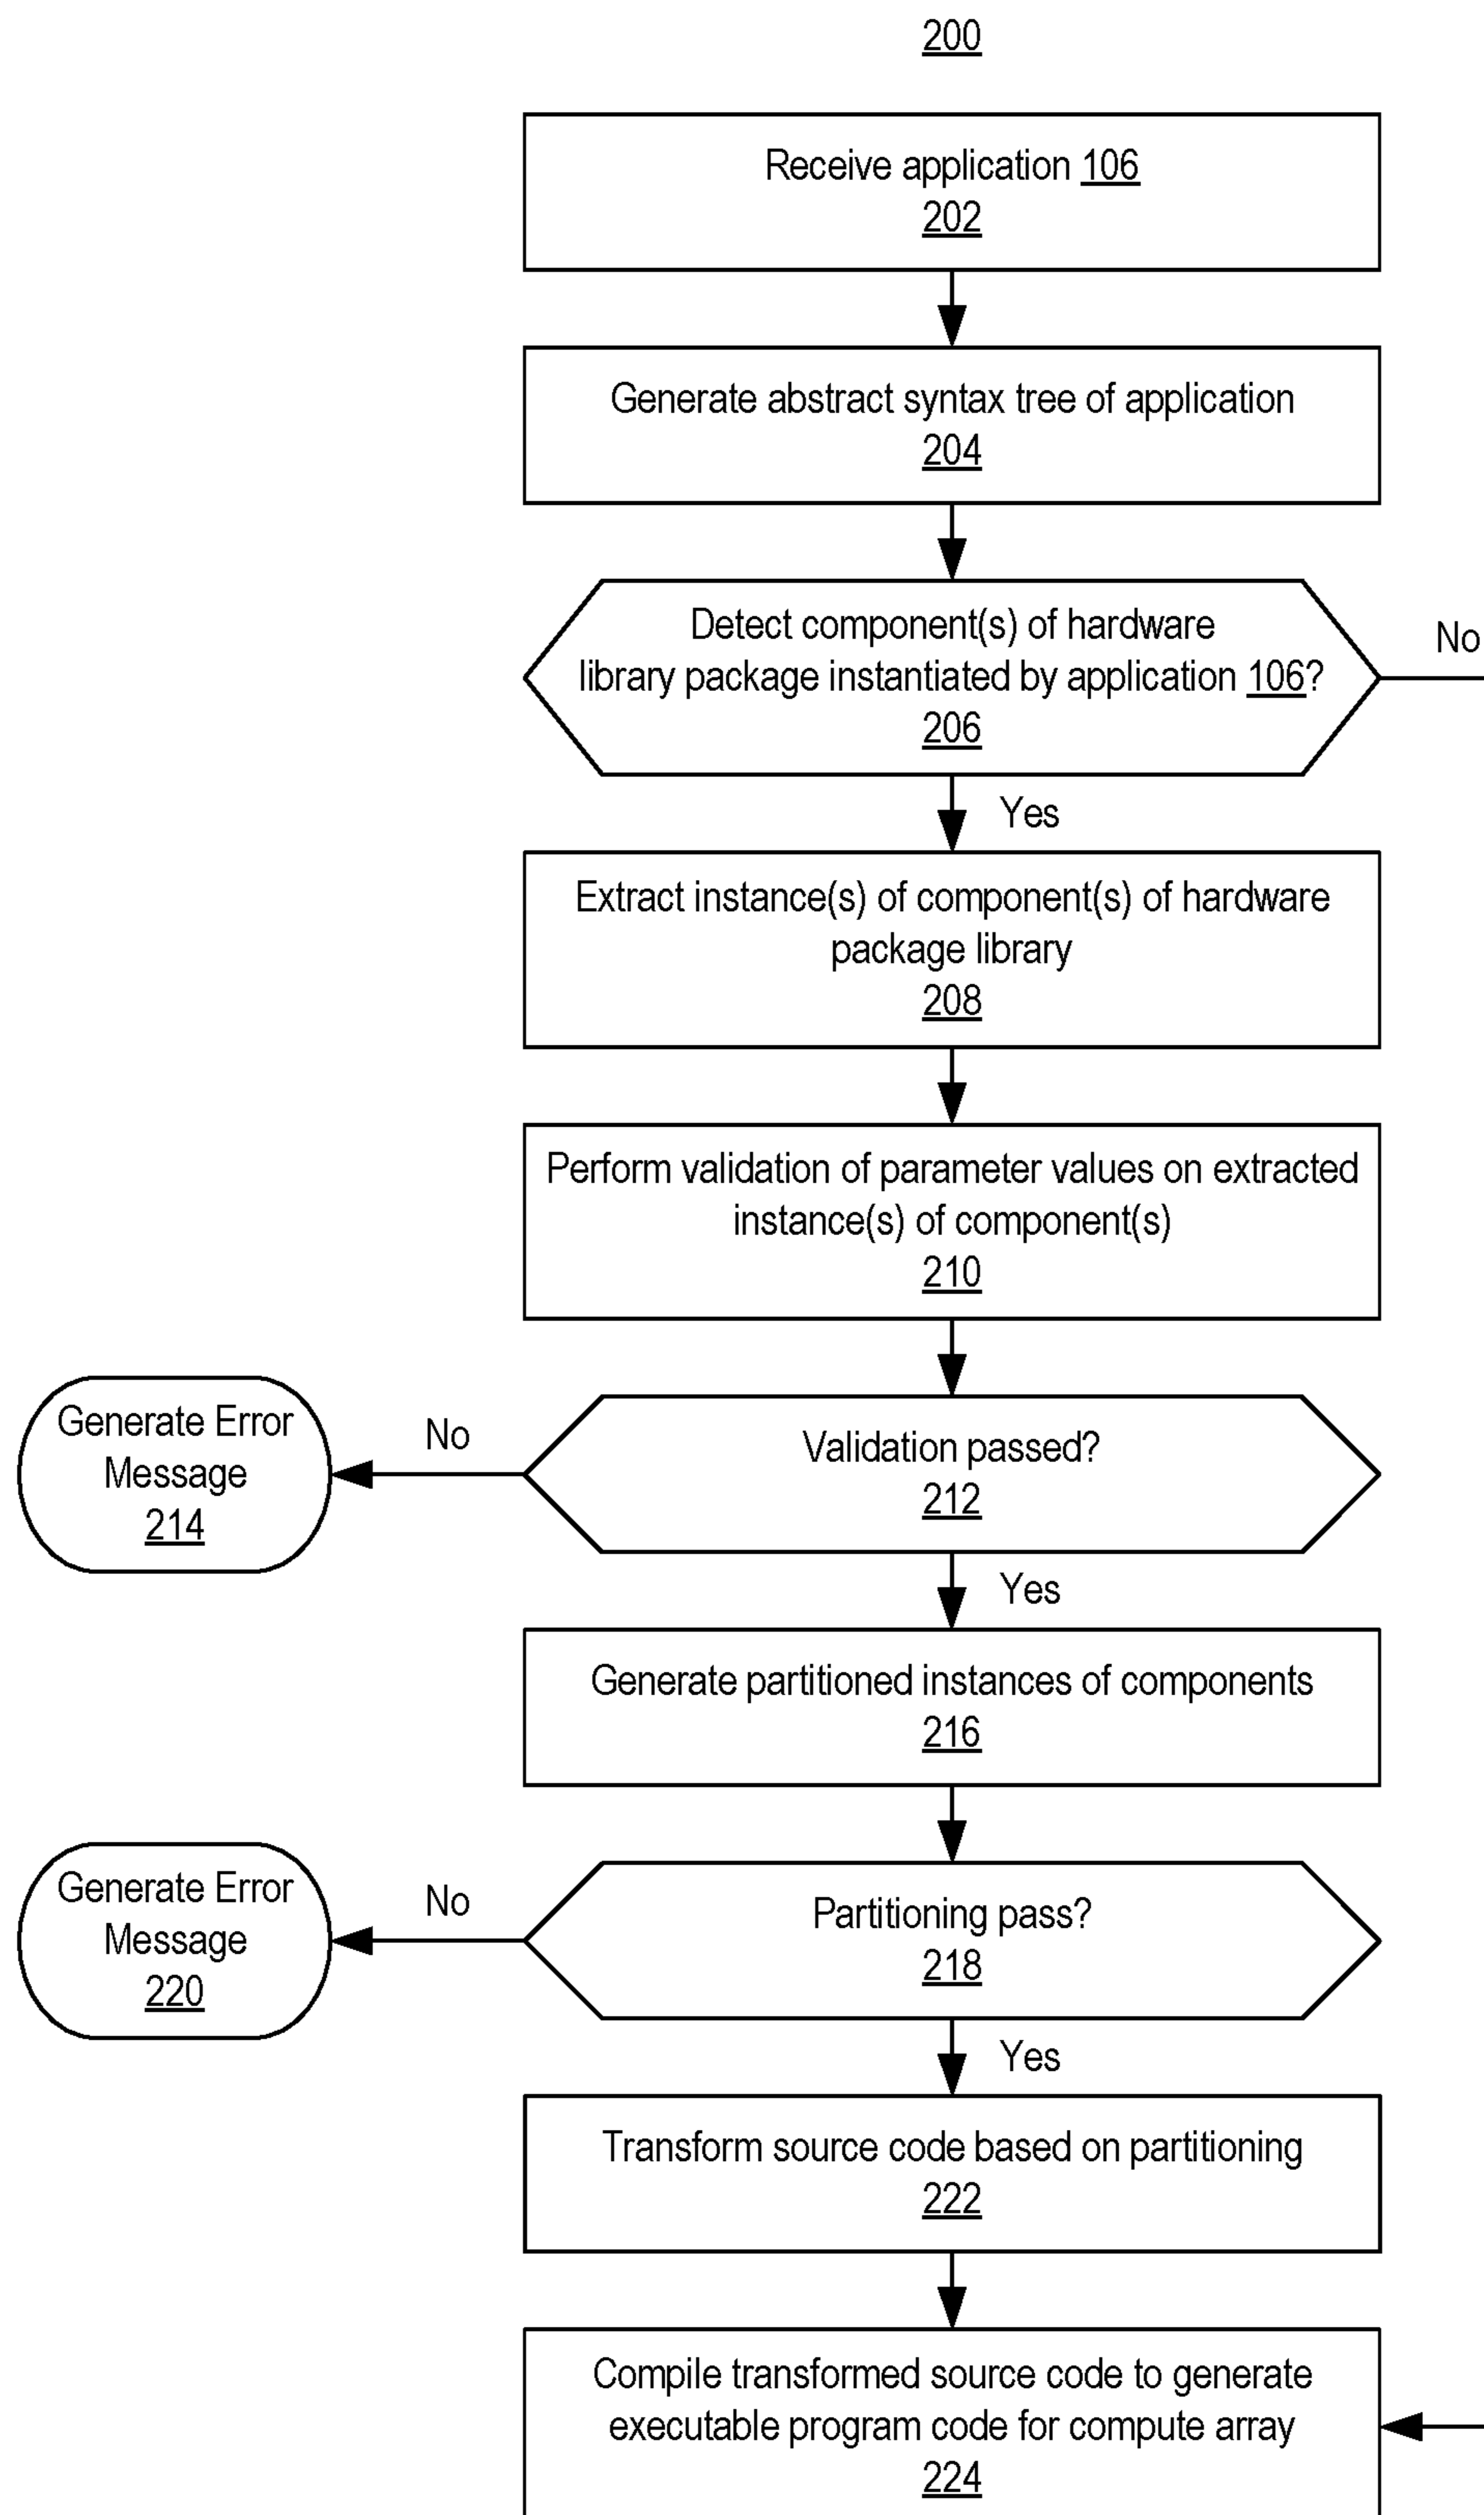 200
Receive application 106
202
Generate abstract syntax tree of application
204
Detect component(s) of hardware
library package instantiated by application 106?
206
No
Yes
Extract instance(s) of component(s) of hardware
package library
208
Perform validation of parameter values on extracted
instance(s) of component(s)
210
Validation passed?
212
No
Generate Error
Message
214
Yes
Generate partitioned instances of components
216
Partitioning pass?
218
No
Generate Error
Message
220
Yes
Transform source code based on partitioning
222
Compile transformed source code to generate
executable program code for compute array
224